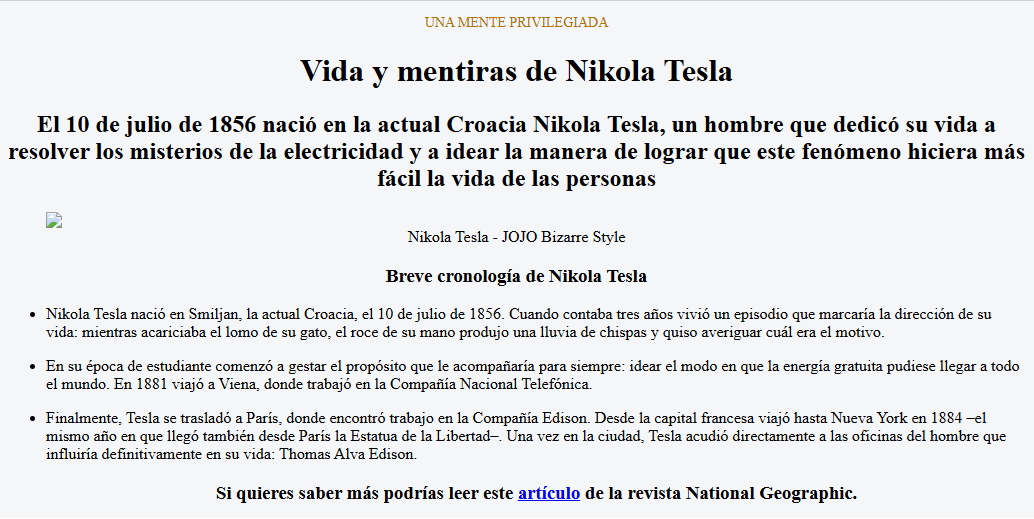 UNA MENTE PRIVILEGIADA
Vida y mentiras de Nikola Tesla
El 10 de julio de 1856 nació en la actual Croacia Nikola Tesla, un hombre que dedicó su vida a
resolver los misterios de la electricidad y a idear la manera de lograr que este fenómeno hiciera más
fácil la vida de las personas
Nikola Tesla - JOJO Bizarre Style
Breve cronología de Nikola Tesla
• Nikola Tesla nació en Smiljan, la actual Croacia, el 10 de julio de 1856. Cuando contaba tres años vivió un episodio que marcaría la dirección de su
vida: mientras acariciaba el lomo de su gato, el roce de su mano produjo una lluvia de chispas y quiso averiguar cuál era el motivo.
• En su época de estudiante comenzó a gestar el propósito que le acompañaría para siempre: idear el modo en que la energía gratuita pudiese llegar a todo
el mundo. En 1881 viajó a Viena, donde trabajó en la Compañía Nacional Telefónica.
• Finalmente, Tesla se trasladó a París, donde encontró trabajo en la Compañía Edison. Desde la capital francesa viajó hasta Nueva York en 1884 –el
mismo año en que llegó también desde París la Estatua de la Libertad–. Una vez en la ciudad, Tesla acudió directamente a las oficinas del hombre que
influiría definitivamente en su vida: Thomas Alva Edison.
Si quieres saber más podrías leer este artículo de la revista National Geographic.